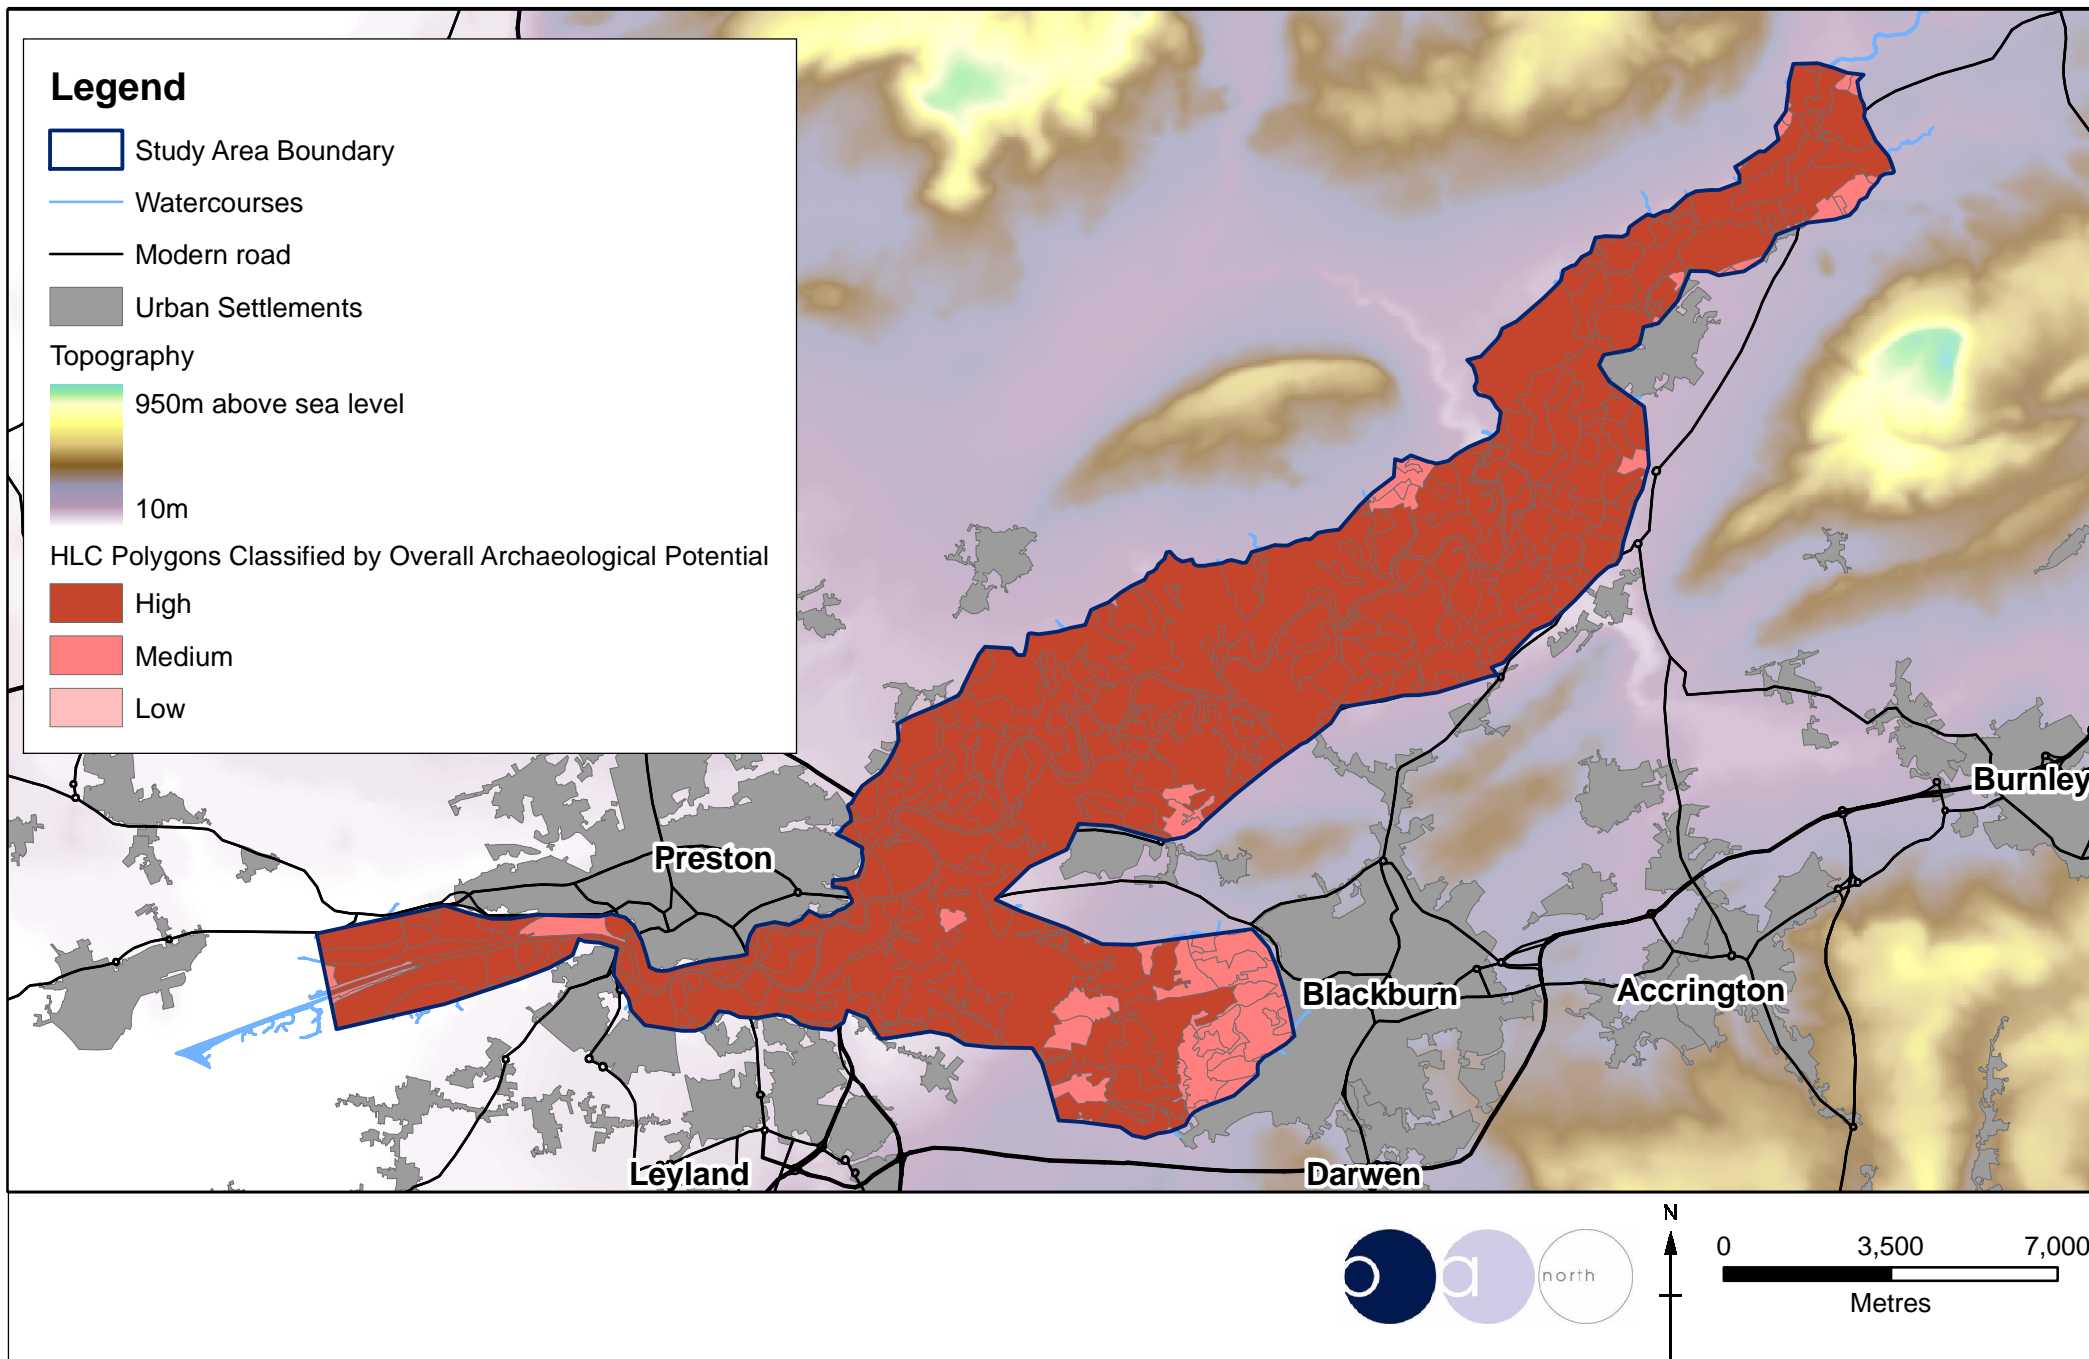 Legend
Study Area Boundary
Watercourses
Modern road
Urban Settlements
Topography
950m above sea level
10m
HLC Polygons Classified by Overall Archaeological Potential
High
Medium
Low
Burnley
Preston
Blackburn
Accrington
Leyland
Darwen
o a north
N
0 3,500 7,000
Metres